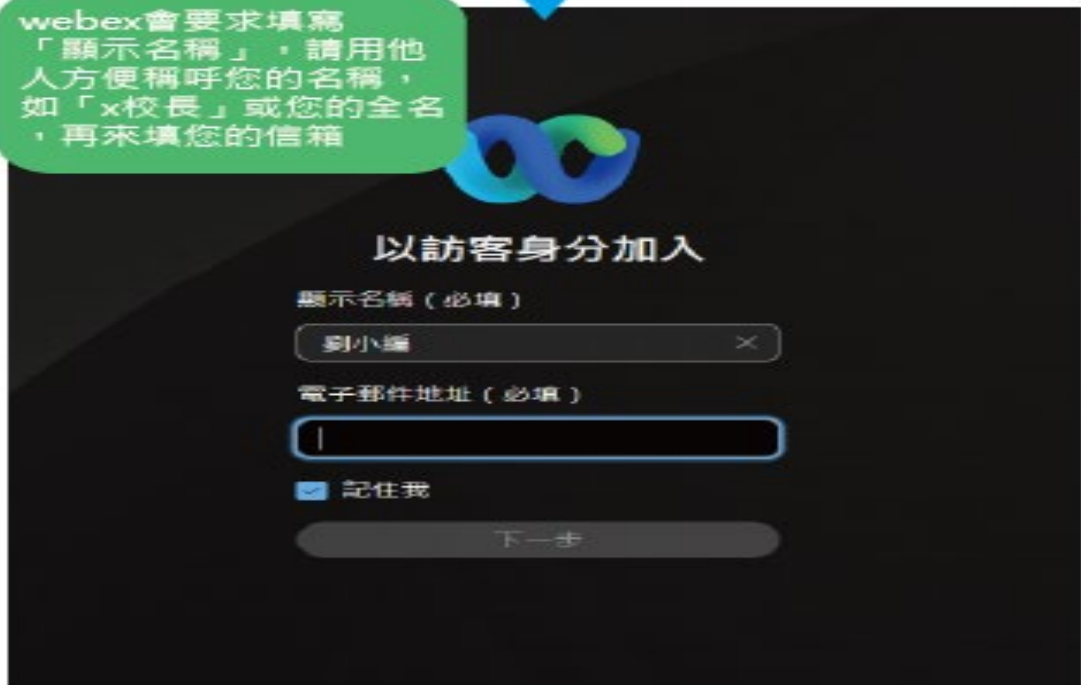 webex會要求填寫
「顯示名稱」，請用他
人方便稱呼您的名稱，
如「x校長」或您的全名
，再來填您的信箱
以訪客身分加入
顯示名稱（必填）
劉小編
電子郵件地址（必填）
記住我
下一步